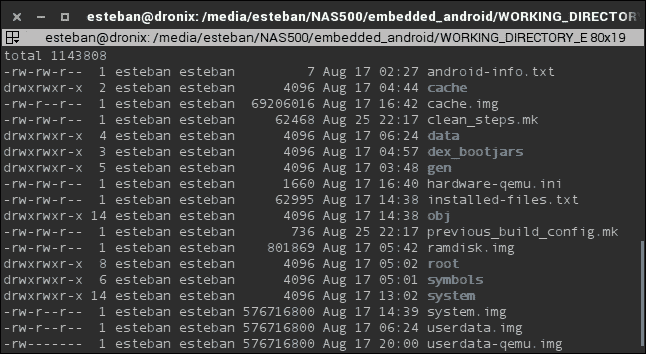 esteban@dronix: /media/esteban/NAS500/embedded_android/WORKING_DIRECTOR
esteban@dronix: /media/esteban/NAS500/embedded_android/WORKING_DIRECTORY_E 80x19
total 1143808
-rw-rw-r--  1 esteban esteban         7 Aug 17 02:27 android-info.txt
drwxrwxr-x  2 esteban esteban      4096 Aug 17 04:44 cache
-rw-r--r--  1 esteban esteban  69206016 Aug 17 16:42 cache.img
-rw-rw-r--  1 esteban esteban     62468 Aug 25 22:17 clean_steps.mk
drwxrwxr-x  4 esteban esteban      4096 Aug 17 06:24 data
drwxrwxr-x  3 esteban esteban      4096 Aug 17 04:57 dex_bootjars
drwxrwxr-x  5 esteban esteban      4096 Aug 17 03:48 gen
-rw-rw-r--  1 esteban esteban      1660 Aug 17 16:40 hardware-qemu.ini
-rw-rw-r--  1 esteban esteban     62995 Aug 17 14:38 installed-files.txt
drwxrwxr-x 14 esteban esteban      4096 Aug 17 14:38 obj
-rw-rw-r--  1 esteban esteban       736 Aug 25 22:17 previous_build_config.mk
-rw-rw-r--  1 esteban esteban    801869 Aug 17 05:42 ramdisk.img
drwxrwxr-x  8 esteban esteban      4096 Aug 17 05:02 root
drwxrwxr-x  6 esteban esteban      4096 Aug 17 05:01 symbols
drwxrwxr-x 14 esteban esteban      4096 Aug 17 13:02 system
-rw-r--r--  1 esteban esteban 576716800 Aug 17 14:39 system.img
-rw-r--r--  1 esteban esteban 576716800 Aug 17 06:24 userdata.img
-rw-------  1 esteban esteban 576716800 Aug 17 20:00 userdata-qemu.img